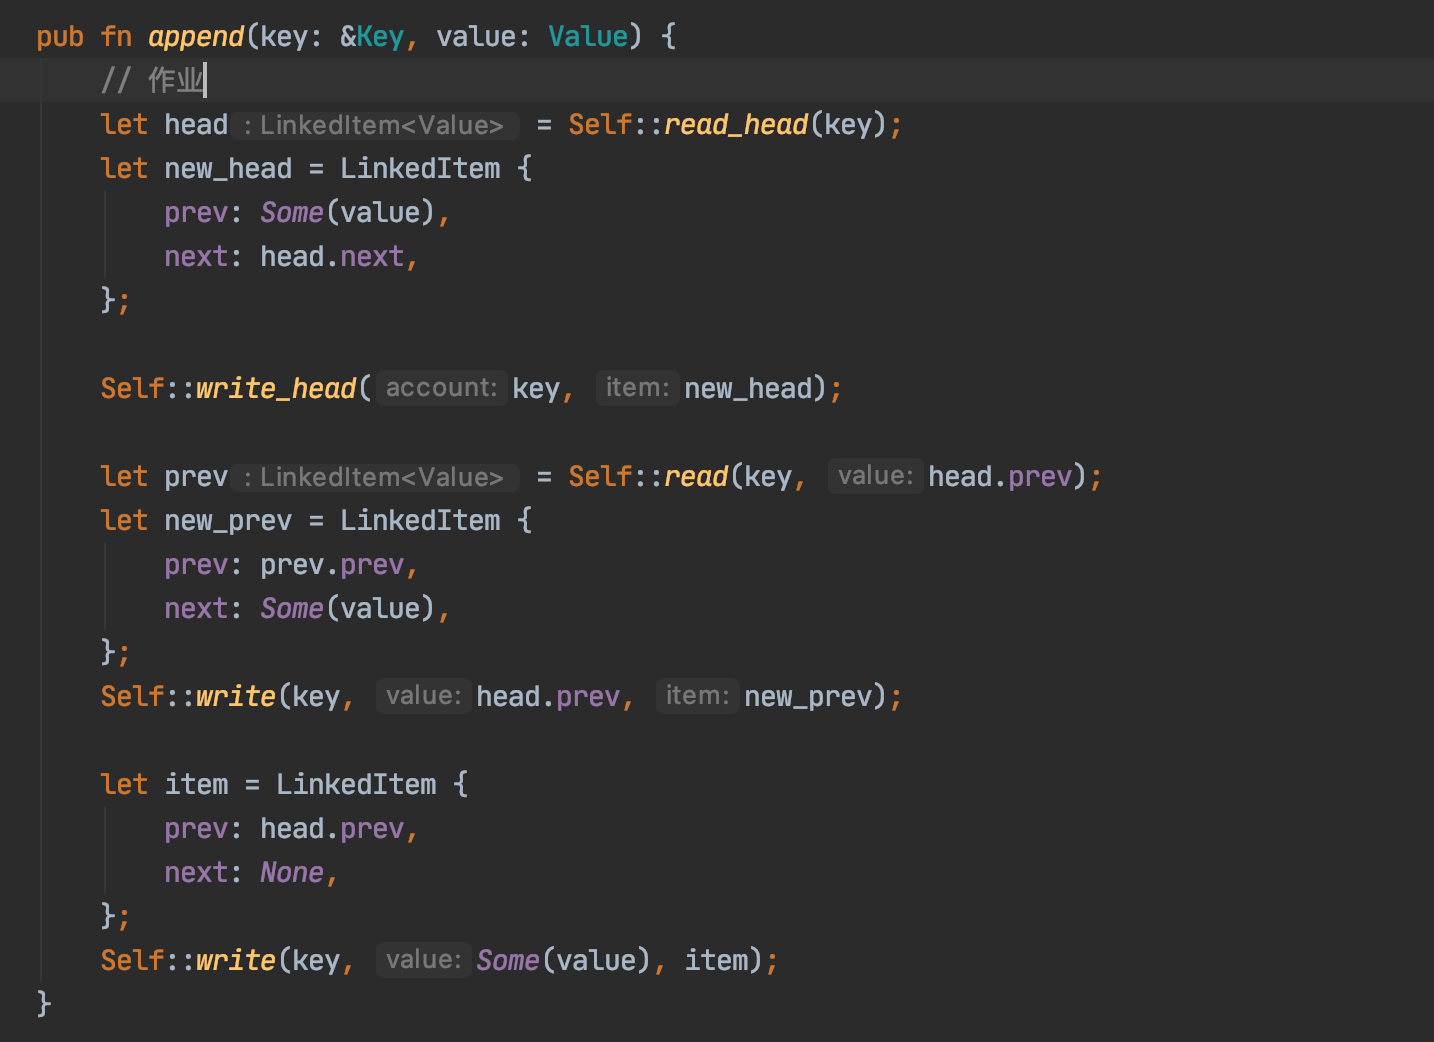 pub fn append(key: &Key, value: Value) {
// 作业
let head : LinkedItem<Value> = Self::read_head(key);
let new_head = LinkedItem {
prev: Some(value),
next: head.next,
};
Self::write_head( account: key, item: new_head);
let prev : LinkedItem<Value> = Self::read(key, value: head.prev);
let new_prev = LinkedItem {
prev: prev.prev,
next: Some(value),
};
Self::write(key, value: head.prev, item: new_prev);
let item = LinkedItem {
prev: head.prev,
next: None,
};
Self::write(key, value: Some(value), item);
}